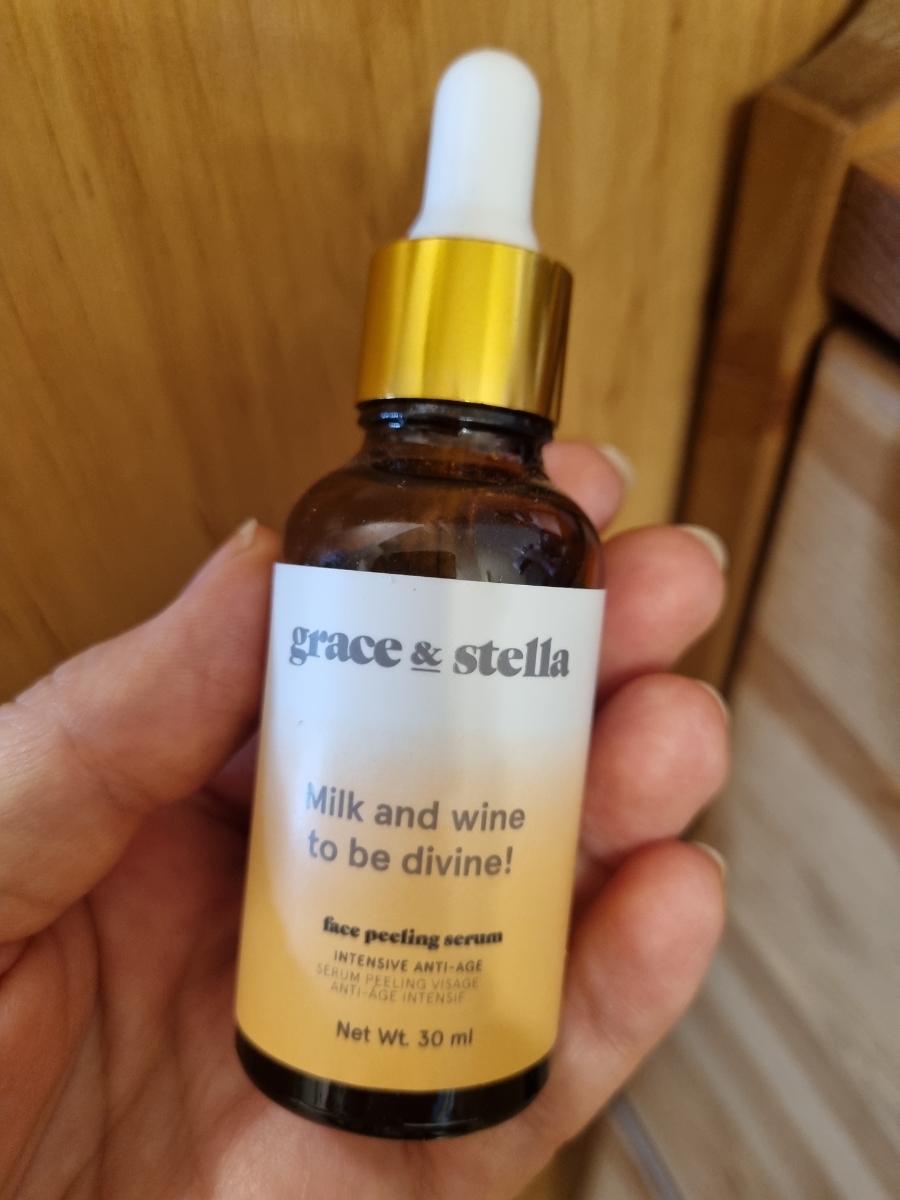 grace & stella
Milk and wine
to be divine!
face peeling serum
INTENSIVE ANTI-AGE
SÉRUM PEELING VISAGE
ANTI-ÂGE INTENSIF
Net Wt. 30 ml